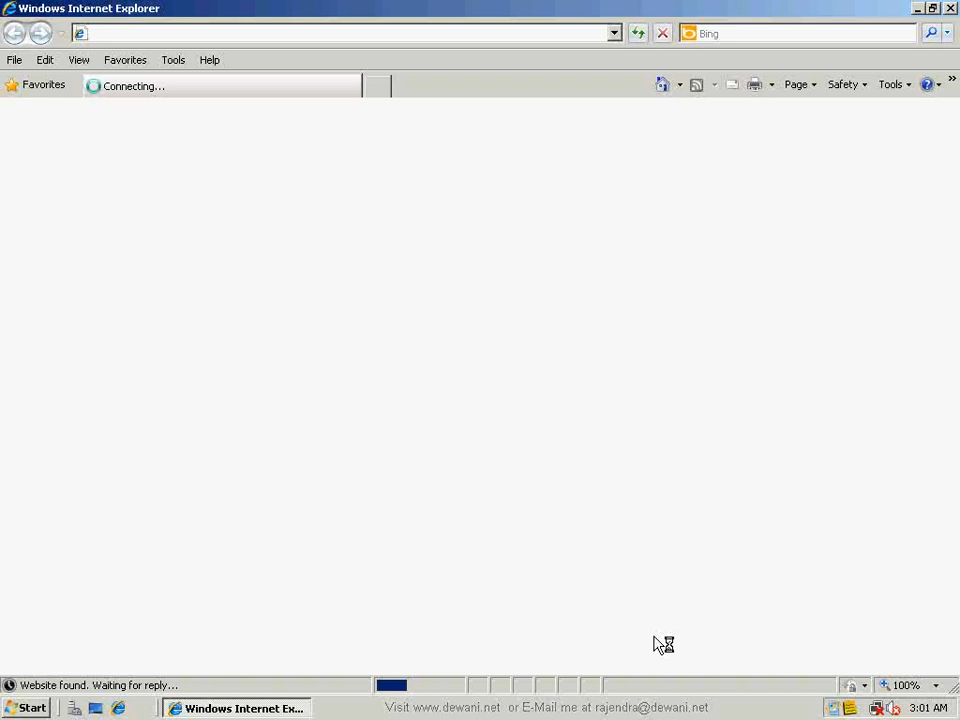 Windows Internet Explorer
Bing
File Edit View Favorites Tools Help
Favorites Connecting... Page Safety Tools
Website found. Waiting for reply... 100%
Start Windows Internet Ex... Visit www.dewani.net or E-Mail me at rajendra@dewani.net 3:01 AM